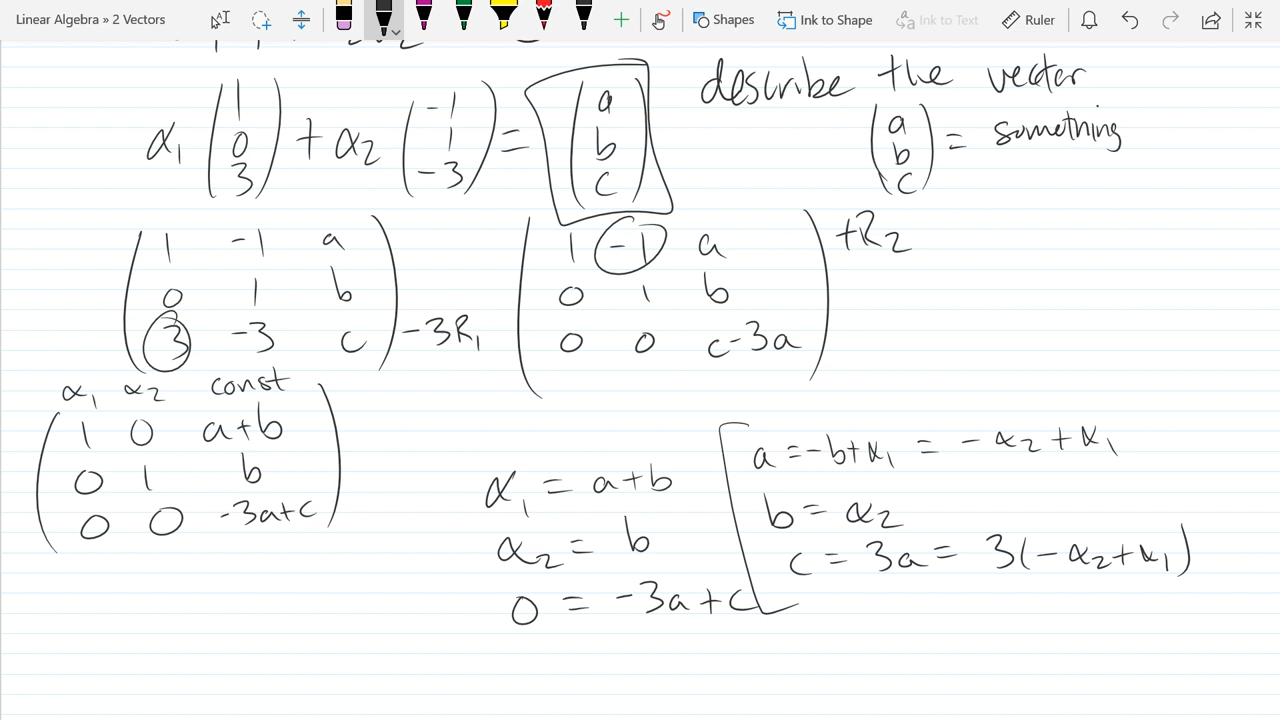 Linear Algebra » 2 Vectors
Shapes Ink to Shape Ink to Text Ruler
α₁ (1 0 3) + α₂ (-1 1 -3) = (a b c)
describe the vector
(a b c) = something
1 -1 a
0 1 b
3 -3 c -3R₁
1 -1 a +R₂
0 1 b
0 0 c-3a
α₁ α₂ const
1 0 a+b
0 1 b
0 0 -3a+c
α₁ = a+b
α₂ = b
0 = -3a+c
a = -b+α₁ = -α₂+α₁
b = α₂
c = 3a = 3(-α₂+α₁)